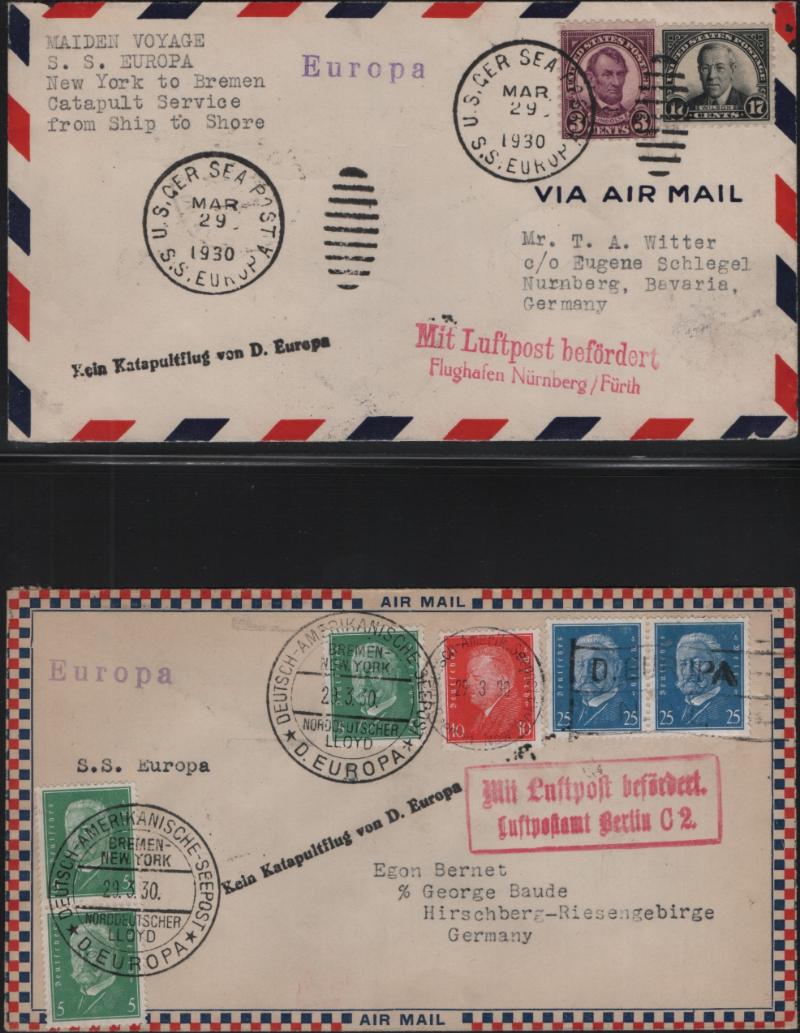 MAIDEN VOYAGE
S. S. EUROPA
New York to Bremen
Catapult Service
from Ship to Shore
Europa
U.S. GER SEA POST
MAR
29
1930
S.S. EUROPA
U.S. GER SEA POST
MAR
29
1930
S.S. EUROPA
UNITED STATES POSTAGE
LINCOLN
3 3
CENTS
UNITED STATES POSTAGE
WILSON
17 17
CENTS
VIA AIR MAIL
Mr. T. A. Witter
c/o Eugene Schlegel
Nurnberg, Bavaria,
Germany
Kein Katapultflug von D. Europa
Mit Luftpost befördert
Flughafen Nürnberg/Fürth
AIR MAIL
Europa
DEUTSCH-AMERIKANISCHE-SEEPOST
BREMEN-
NEW YORK
29.3.30.
NORDDEUTSCHER
LLOYD
★ D. EUROPA ★
10 10
25 25
25 25
D. EUROPA
S.S. Europa
Mit Luftpost befördert.
Luftpostamt Berlin C 2.
Kein Katapultflug von D. Europa
DEUTSCH-AMERIKANISCHE-SEEPOST
BREMEN-
NEW YORK
29.3.30.
NORDDEUTSCHER
LLOYD
★ D. EUROPA ★
5
5 5
Egon Bernet
% George Baude
Hirschberg-Riesengebirge
Germany
AIR MAIL